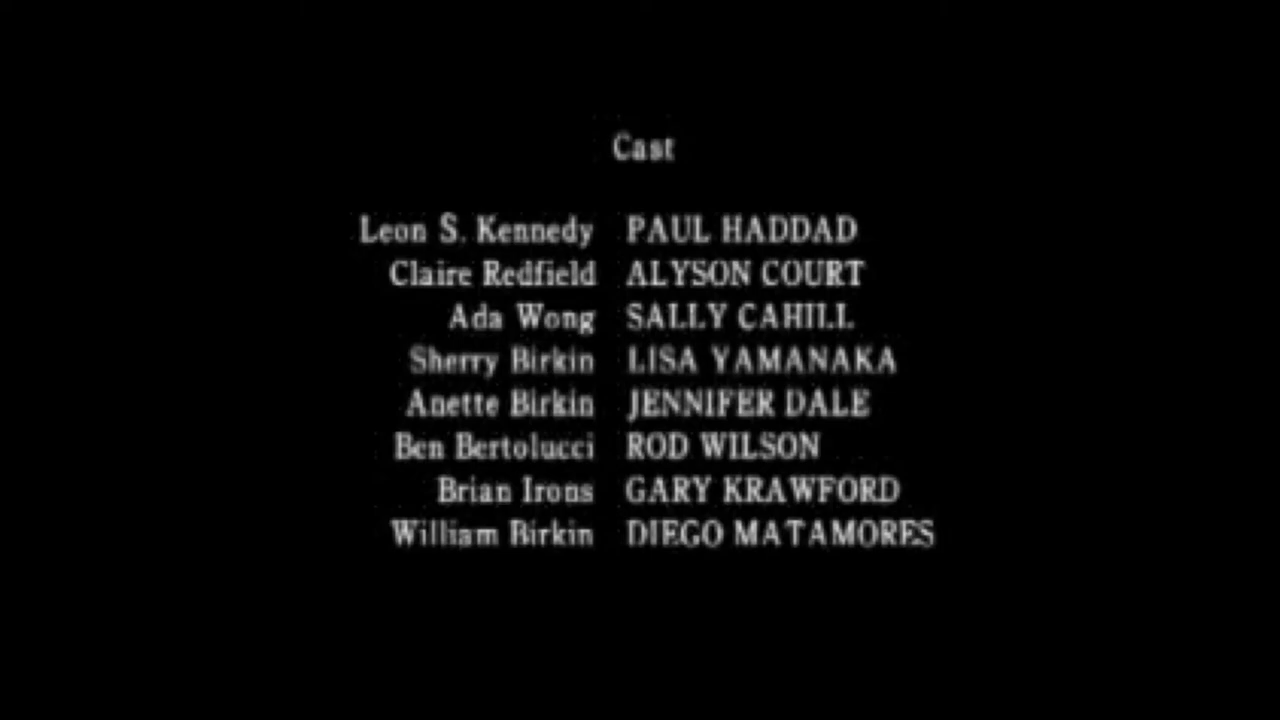 Cast
Leon S. Kennedy PAUL HADDAD
Claire Redfield ALYSON COURT
Ada Wong SALLY CAHILL
Sherry Birkin LISA YAMANAKA
Anette Birkin JENNIFER DALE
Ben Bertolucci ROD WILSON
Brian Irons GARY KRAWFORD
William Birkin DIEGO MATAMORES